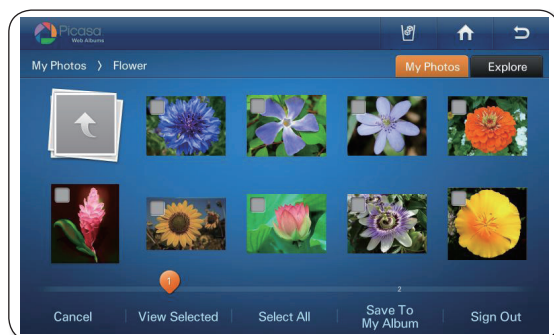 Picasa
Web Albums
My Photos > Flower
My Photos
Explore
1
2
Cancel
View Selected
Select All
Save To
My Album
Sign Out